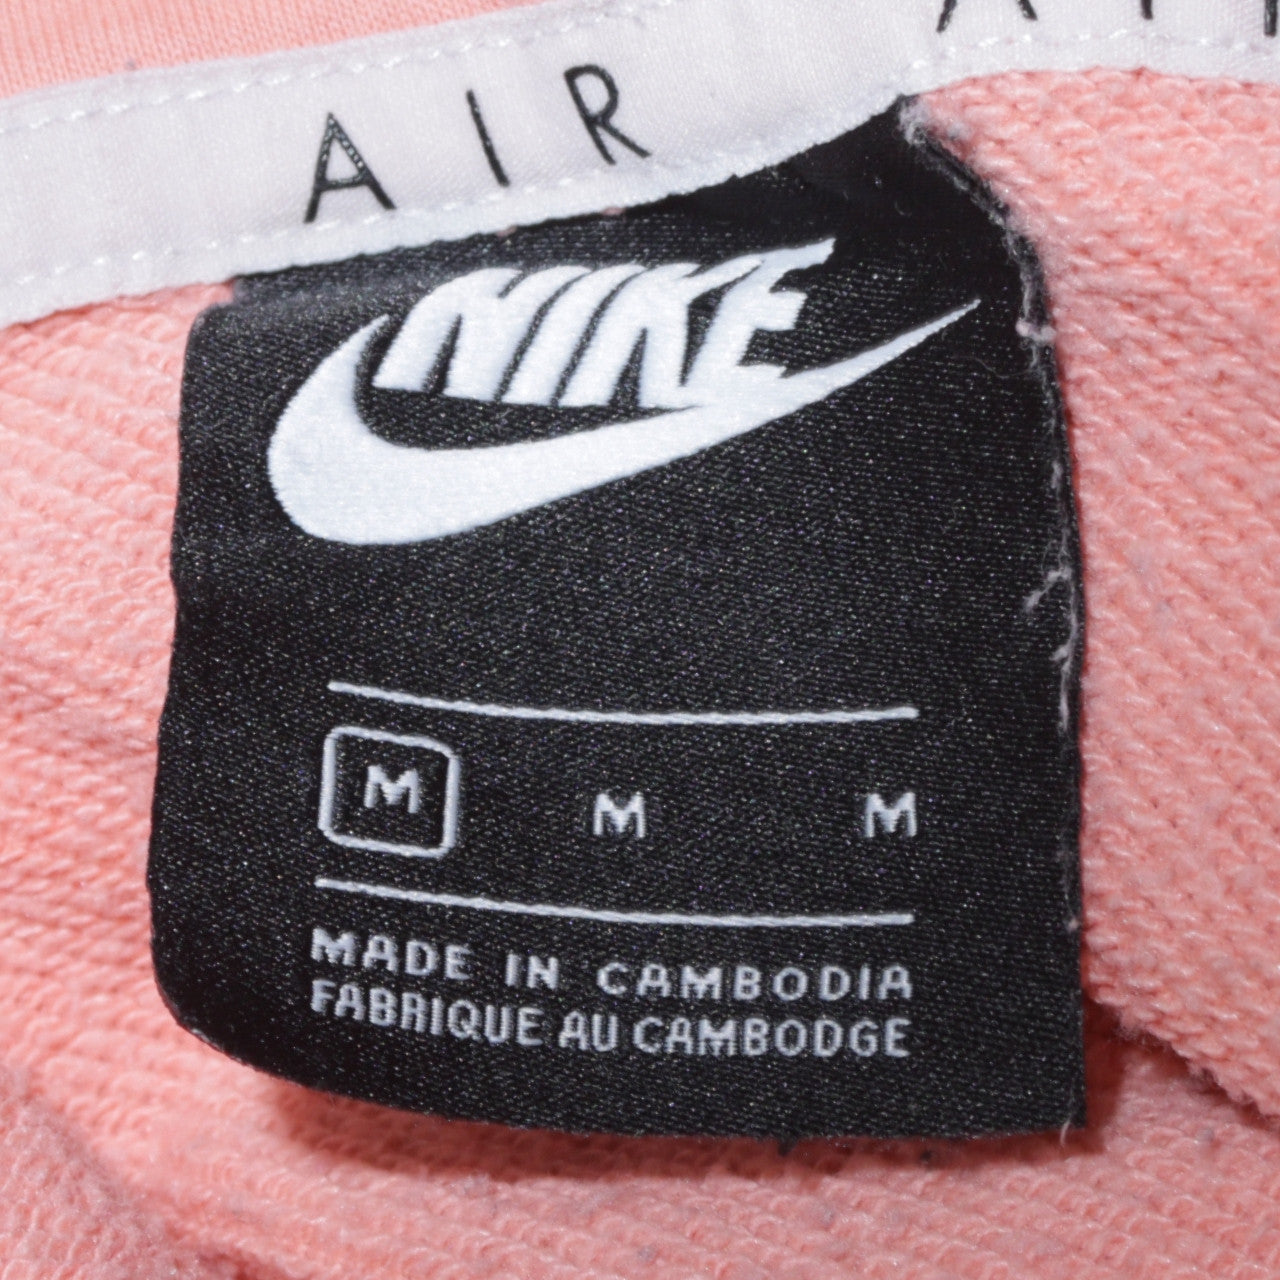 AIR
NIKE
M M M
MADE IN CAMBODIA
FABRIQUE AU CAMBODGE